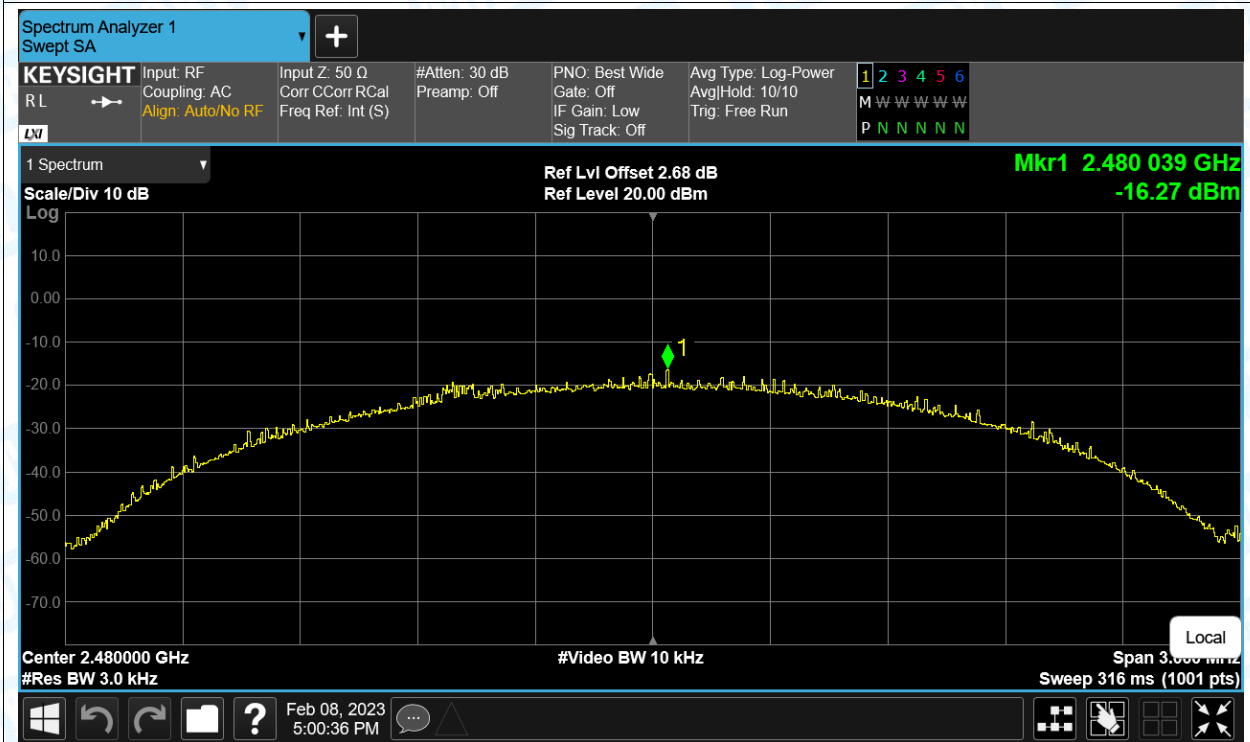 Spectrum Analyzer 1
Swept SA
+
KEYSIGHT
R L
LXI
Input: RF
Coupling: AC
Align: Auto/No RF
Input Z: 50 Ω
Corr CCorr RCal
Freq Ref: Int (S)
#Atten: 30 dB
Preamp: Off
PNO: Best Wide
Gate: Off
IF Gain: Low
Sig Track: Off
Avg Type: Log-Power
Avg|Hold: 10/10
Trig: Free Run
1 2 3 4 5 6
M W W W W W
P N N N N N
1 Spectrum
Scale/Div 10 dB
Log
Ref Lvl Offset 2.68 dB
Ref Level 20.00 dBm
Mkr1 2.480 039 GHz
-16.27 dBm
10.0
0.00
-10.0
1
-20.0
-30.0
-40.0
-50.0
-60.0
-70.0
Local
Center 2.480000 GHz
#Video BW 10 kHz
Span
#Res BW 3.0 kHz
Sweep 316 ms (1001 pts)
?
Feb 08, 2023
5:00:36 PM